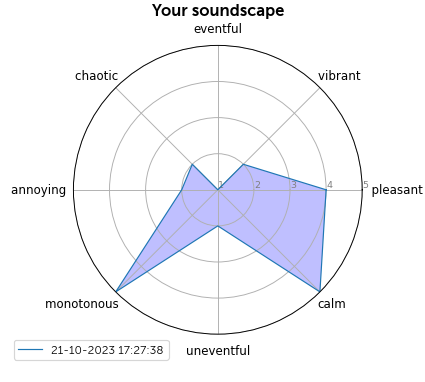 Your soundscape
eventful
chaotic
vibrant
annoying
1 2 3 4 5
pleasant
monotonous
calm
21-10-2023 17:27:38
uneventful